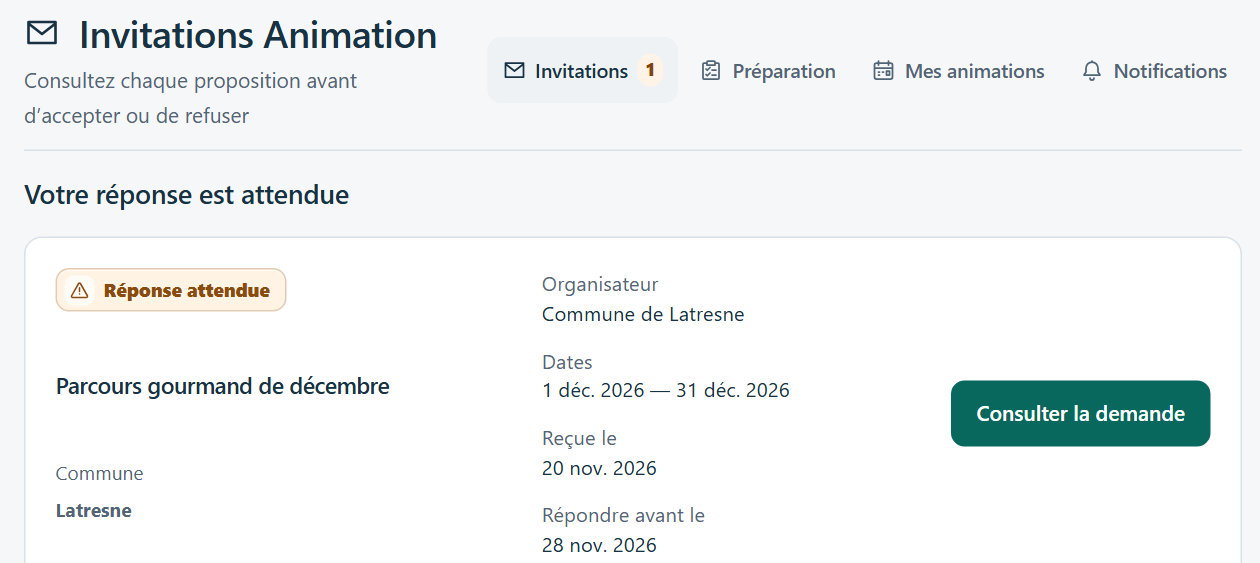 Invitations Animation
Consultez chaque proposition avant
d’accepter ou de refuser
Invitations 1
Préparation
Mes animations
Notifications
Votre réponse est attendue
Réponse attendue
Parcours gourmand de décembre
Commune
Latresne
Organisateur
Commune de Latresne
Dates
1 déc. 2026 — 31 déc. 2026
Reçue le
20 nov. 2026
Répondre avant le
28 nov. 2026
Consulter la demande